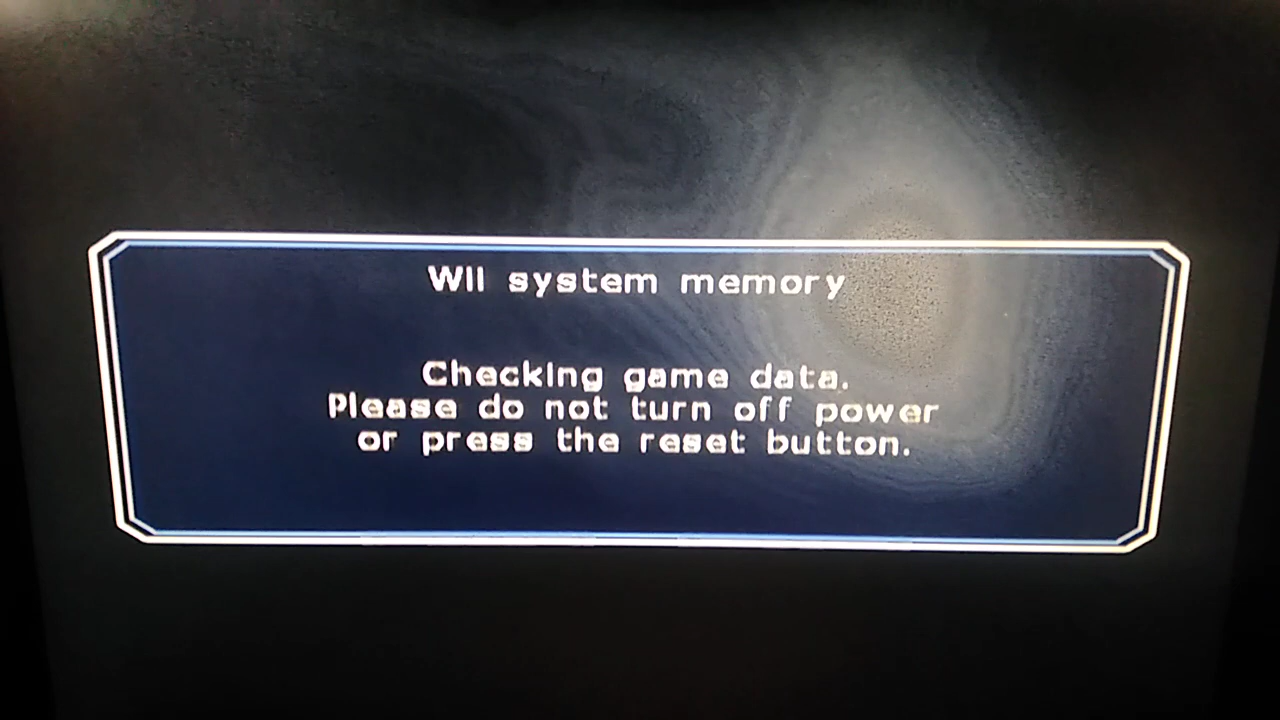 Wii system memory
Checking game data.
Please do not turn off power
or press the reset button.